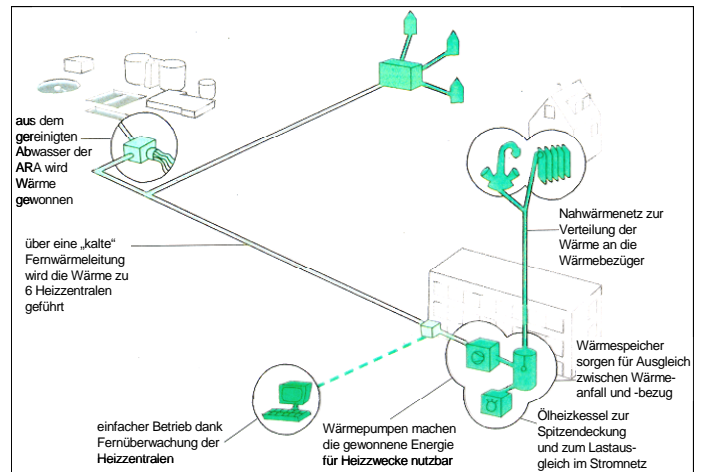 aus dem
gereinigten
Abwasser der
ARA wird
Wärme
gewonnen
über eine „kalte“
Fernwärmeleitung
wird die Wärme zu
6 Heizzentralen
geführt
Nahwärmenetz zur
Verteilung der
Wärme an die
Wärmebezüger
Wärmespeicher
sorgen für Ausgleich
zwischen Wärme-
anfall und -bezug
Ölheizkessel zur
Spitzendeckung
und zum Lastaus-
gleich im Stromnetz
einfacher Betrieb dank
Fernüberwachung der
Heizzentralen
Wärmepumpen machen
die gewonnene Energie
für Heizzwecke nutzbar